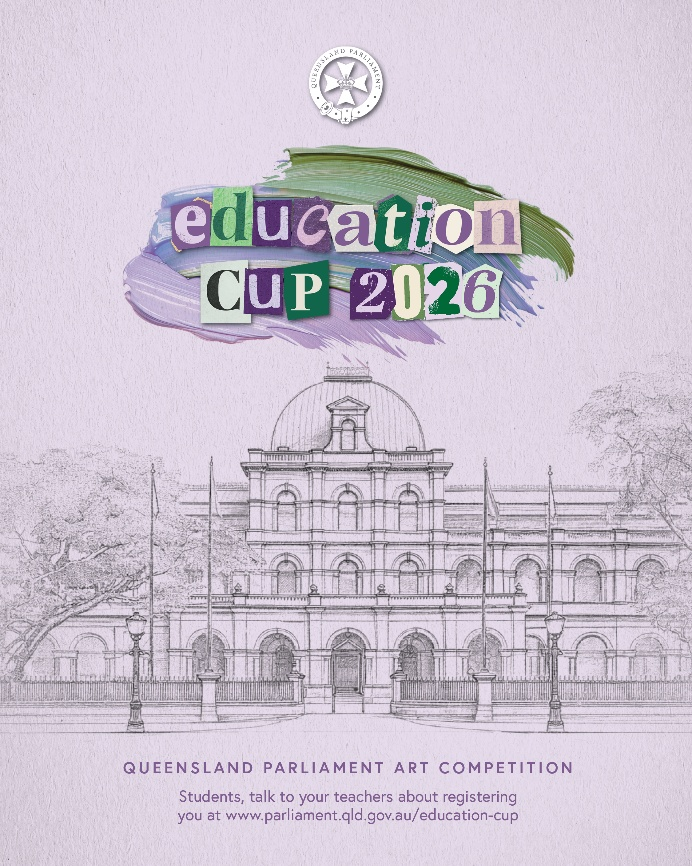 QUEENSLAND PARLIAMENT
education
CUP 2026
QUEENSLAND PARLIAMENT ART COMPETITION
Students, talk to your teachers about registering
you at www.parliament.qld.gov.au/education-cup